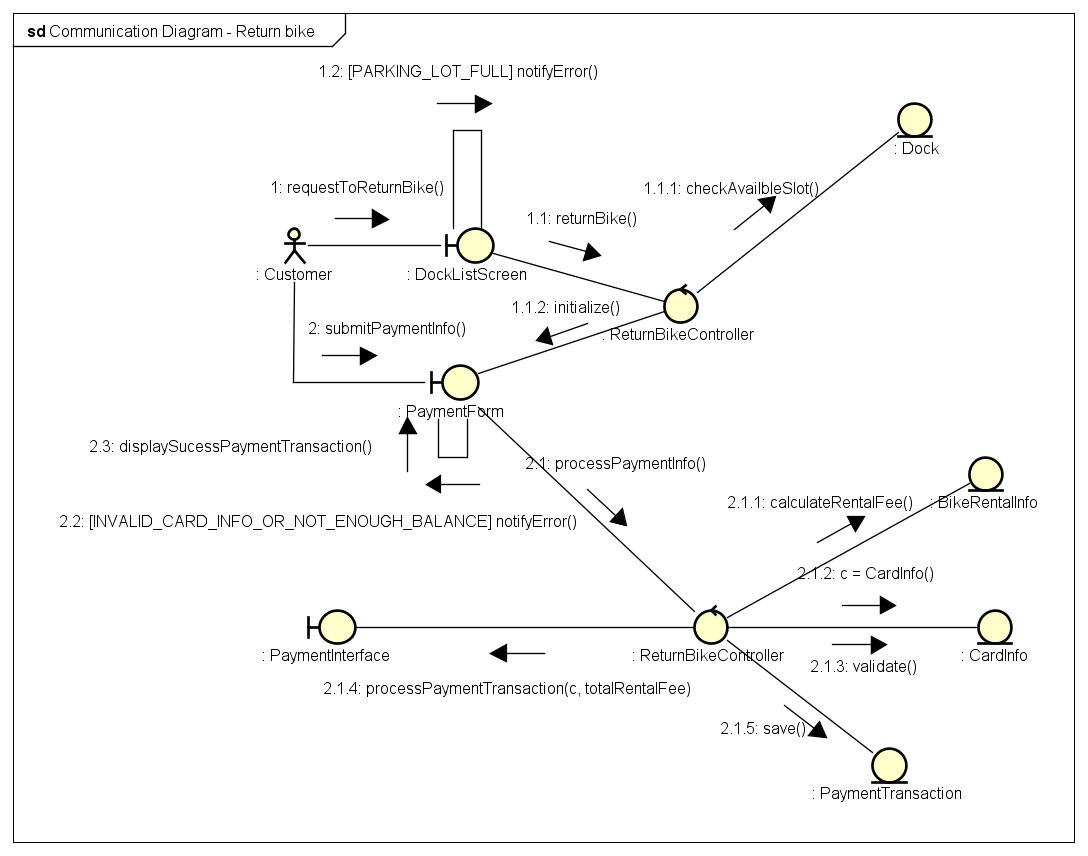 sd Communication Diagram - Return bike
1.2: [PARKING_LOT_FULL] notifyError()
: Dock
1: requestToReturnBike()
1.1.1: checkAvailbleSlot()
1.1: returnBike()
: Customer
: DockListScreen
1.1.2: initialize()
: ReturnBikeController
2: submitPaymentInfo()
: PaymentForm
2.3: displaySucessPaymentTransaction()
2.1: processPaymentInfo()
2.1.1: calculateRentalFee()
: BikeRentalInfo
2.2: [INVALID_CARD_INFO_OR_NOT_ENOUGH_BALANCE] notifyError()
2.1.2: c = CardInfo()
: PaymentInterface
: ReturnBikeController
: CardInfo
2.1.3: validate()
2.1.4: processPaymentTransaction(c, totalRentalFee)
2.1.5: save()
: PaymentTransaction